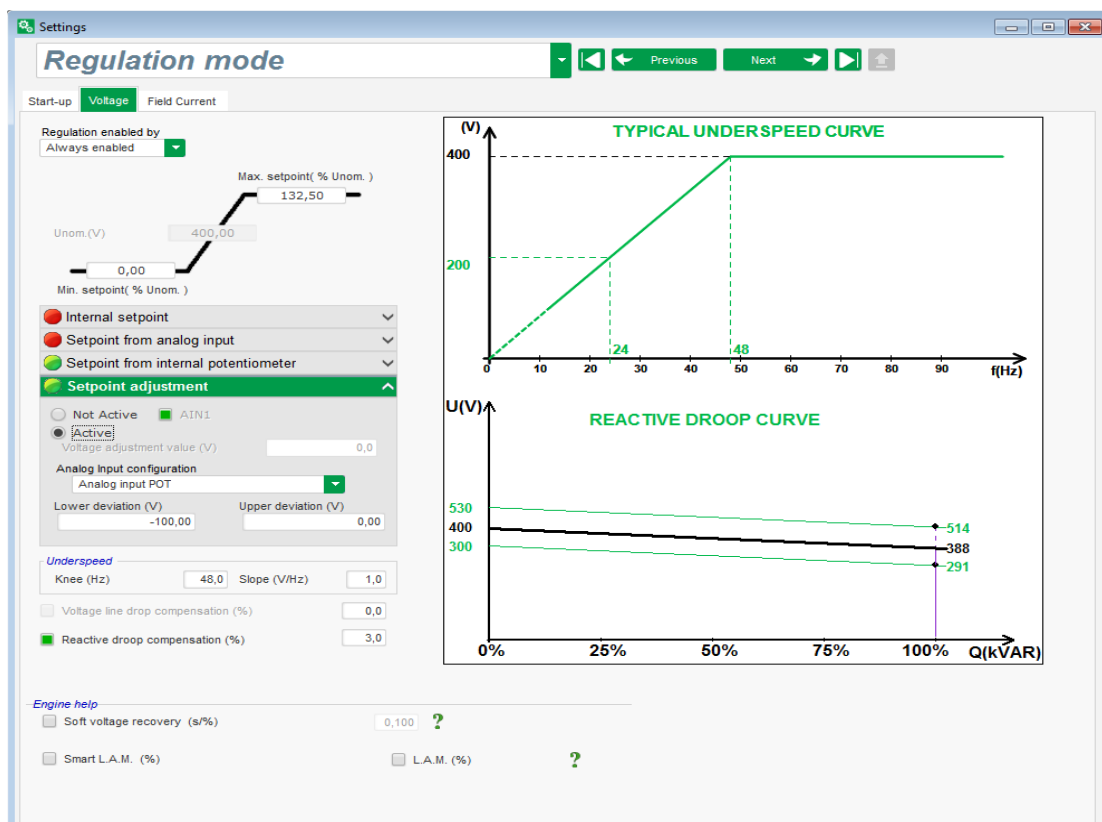 Settings
Regulation mode
Previous
Next
Start-up
Voltage
Field Current
Regulation enabled by
Always enabled
Max. setpoint( % Unom. )
132,50
Unom.(V)
400,00
0,00
Min. setpoint( % Unom. )
Internal setpoint
Setpoint from analog input
Setpoint from internal potentiometer
Setpoint adjustment
Not Active
AIN1
Active
Voltage adjustment value (V)
0,0
Analog Input configuration
Analog input POT
Lower deviation (V)
Upper deviation (V)
-100,00
0,00
Underspeed
Knee (Hz)
48,0
Slope (V/Hz)
1,0
Voltage line drop compensation (%)
0,0
Reactive droop compensation (%)
3,0
Engine help
Soft voltage recovery (s/%)
0,100
?
Smart L.A.M. (%)
L.A.M. (%)
?
(V)
TYPICAL UNDERSPEED CURVE
400
200
24
48
0 10 20 30 40 50 60 70 80 90 f(Hz)
U(V)
REACTIVE DROOP CURVE
530
400
300
514
388
291
0% 25% 50% 75% 100% Q(kVAR)